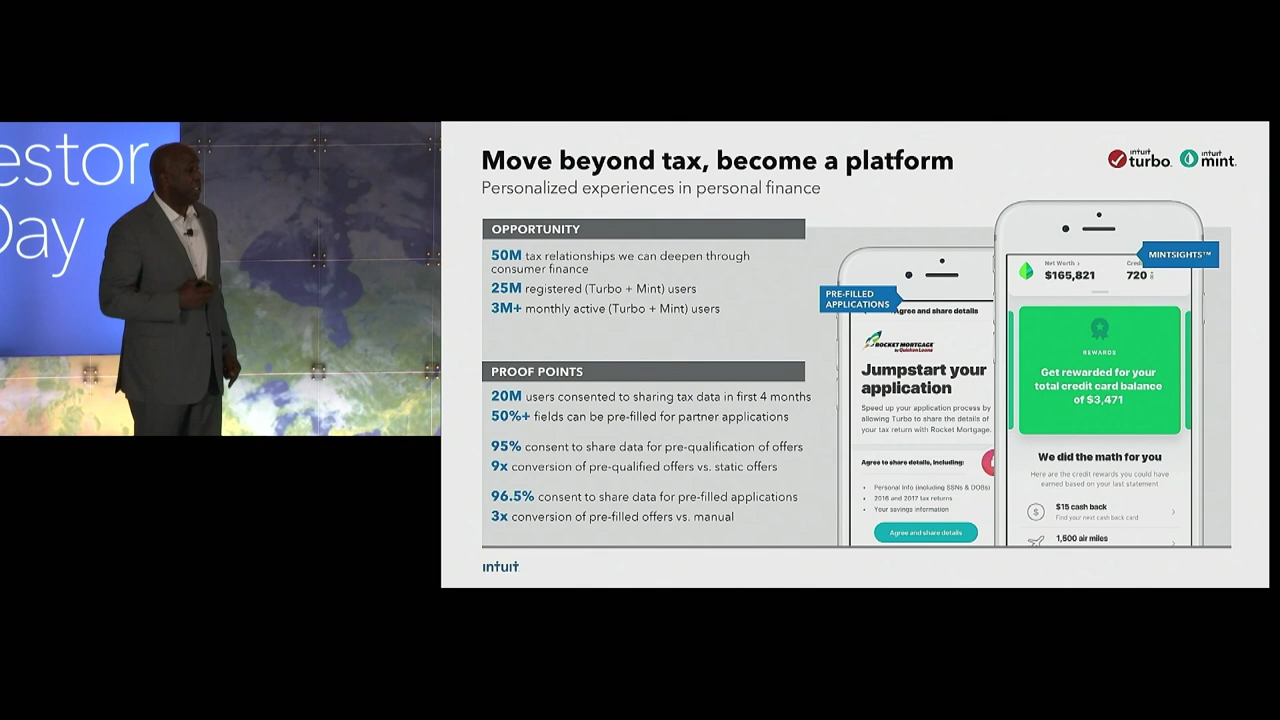 estor
Day
Move beyond tax, become a platform
Personalized experiences in personal finance
intuit
turbo.
intuit
mint.
OPPORTUNITY
50M tax relationships we can deepen through
consumer finance
25M registered (Turbo + Mint) users
3M+ monthly active (Turbo + Mint) users
PROOF POINTS
20M users consented to sharing tax data in first 4 months
50%+ fields can be pre-filled for partner applications
95% consent to share data for pre-qualification of offers
9x conversion of pre-qualified offers vs. static offers
96.5% consent to share data for pre-filled applications
3x conversion of pre-filled offers vs. manual
PRE-FILLED
APPLICATIONS
Agree and share details
ROCKET MORTGAGE
by Quicken Loans
Jumpstart your
application
Speed up your application process by
allowing Turbo to share the details of
your tax return with Rocket Mortgage.
Agree to share details, including:
• Personal Info (including SSNs & DOBs)
• 2016 and 2017 tax returns
• Your savings information
Agree and share details
MINTSIGHTS™
Net Worth ›
$165,821
Cred
720
REWARDS
Get rewarded for your
total credit card balance
of $3,471
We did the math for you
Here are the credit rewards you could have
earned based on your last statement
$15 cash back
Find your next cash back card
1,500 air miles
intuit